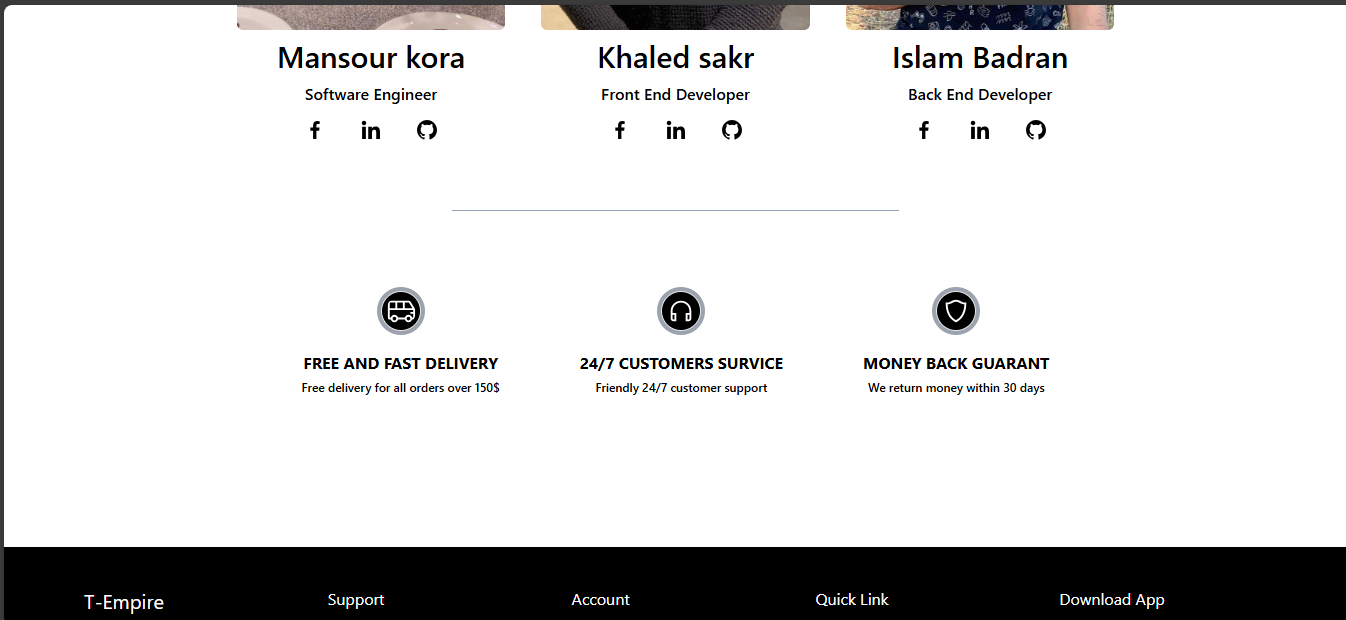 Mansour kora
Khaled sakr
Islam Badran
Software Engineer
Front End Developer
Back End Developer
FREE AND FAST DELIVERY
24/7 CUSTOMERS SURVICE
MONEY BACK GUARANT
Free delivery for all orders over 150$
Friendly 24/7 customer support
We return money within 30 days
T-Empire
Support
Account
Quick Link
Download App